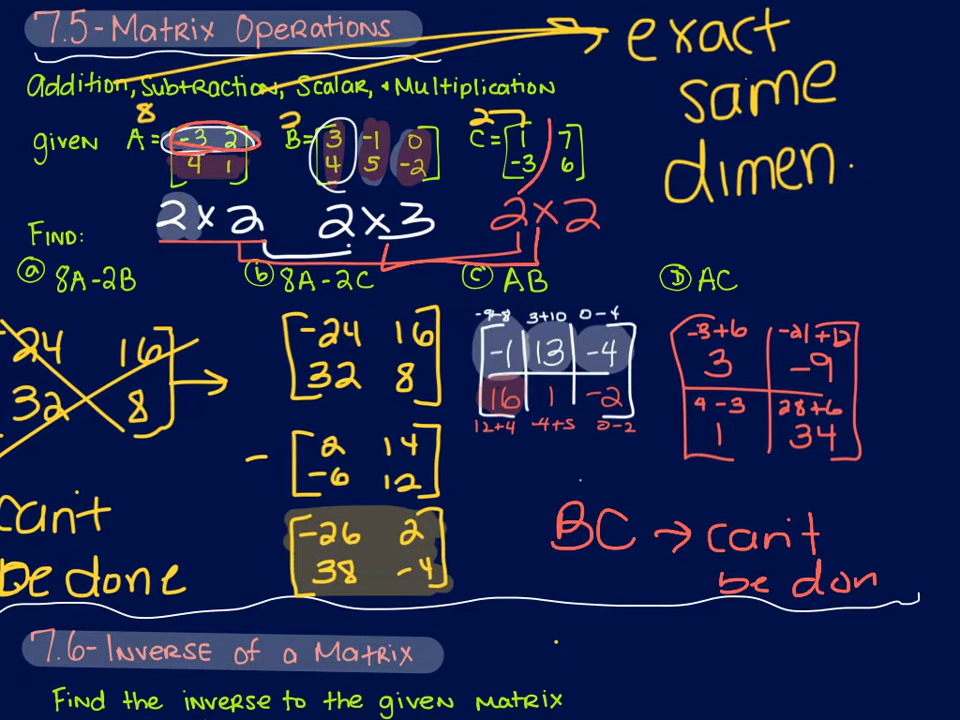 7.5-Matrix Operations
exact
same
dimen.
Addition, Subtraction, Scalar, + Multiplication
8 2
given A = [-3 2 B = [3 -1 0 C = [1 7
4 1] 4 5 -2] -3 6]
2x2 2x3 2x2
Find:
a 8A-2B b 8A-2C C AB D AC
24 16] → [-24 16 -9-8 3+10 0-4 -3+6 -21+12
32 8 32 8] [-1 13 -4 3 -9
16 1 -2] 4-3 28+6
12+4 -4+5 0-2 1 34
- [2 14
-6 12]
can't
be done
[-26 2
38 -4]
BC → can't
be don
7.6-Inverse of a Matrix
Find the inverse to the given matrix